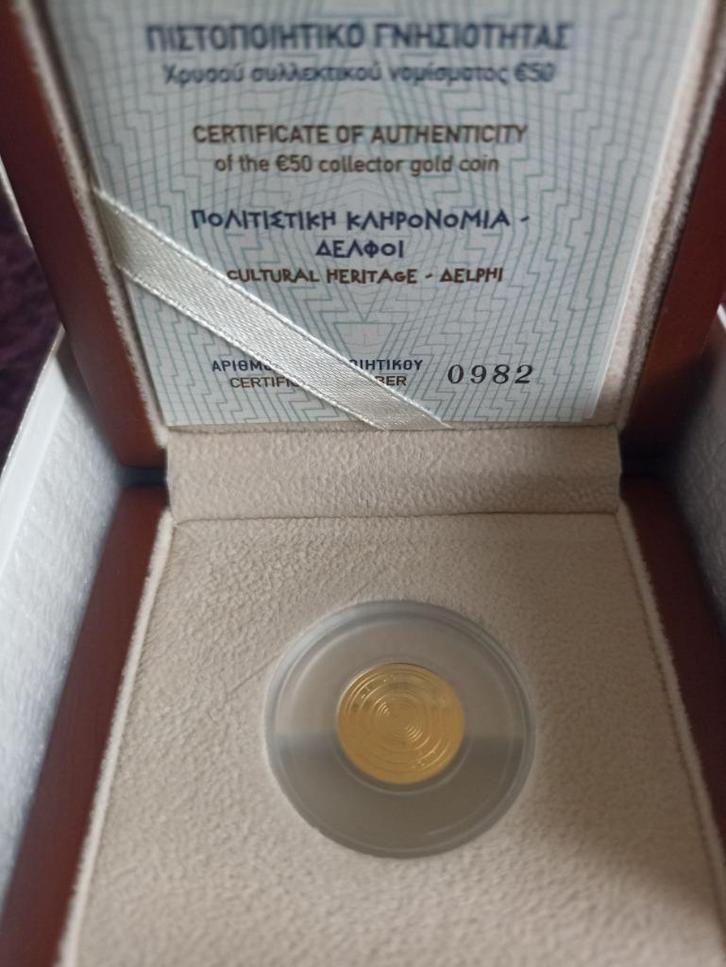 ΠΙΣΤΟΠΟΙΗΤΙΚΟ ΓΝΗΣΙΟΤΗΤΑΣ
Χρυσού συλλεκτικού νομίσματος €50
CERTIFICATE OF AUTHENTICITY
of the €50 collector gold coin
ΠΟΛΙΤΙΣΤΙΚΗ ΚΛΗΡΟΝΟΜΙΑ -
ΔΕΛΦΟΙ
CULTURAL HERITAGE - ΔELPHI
0982